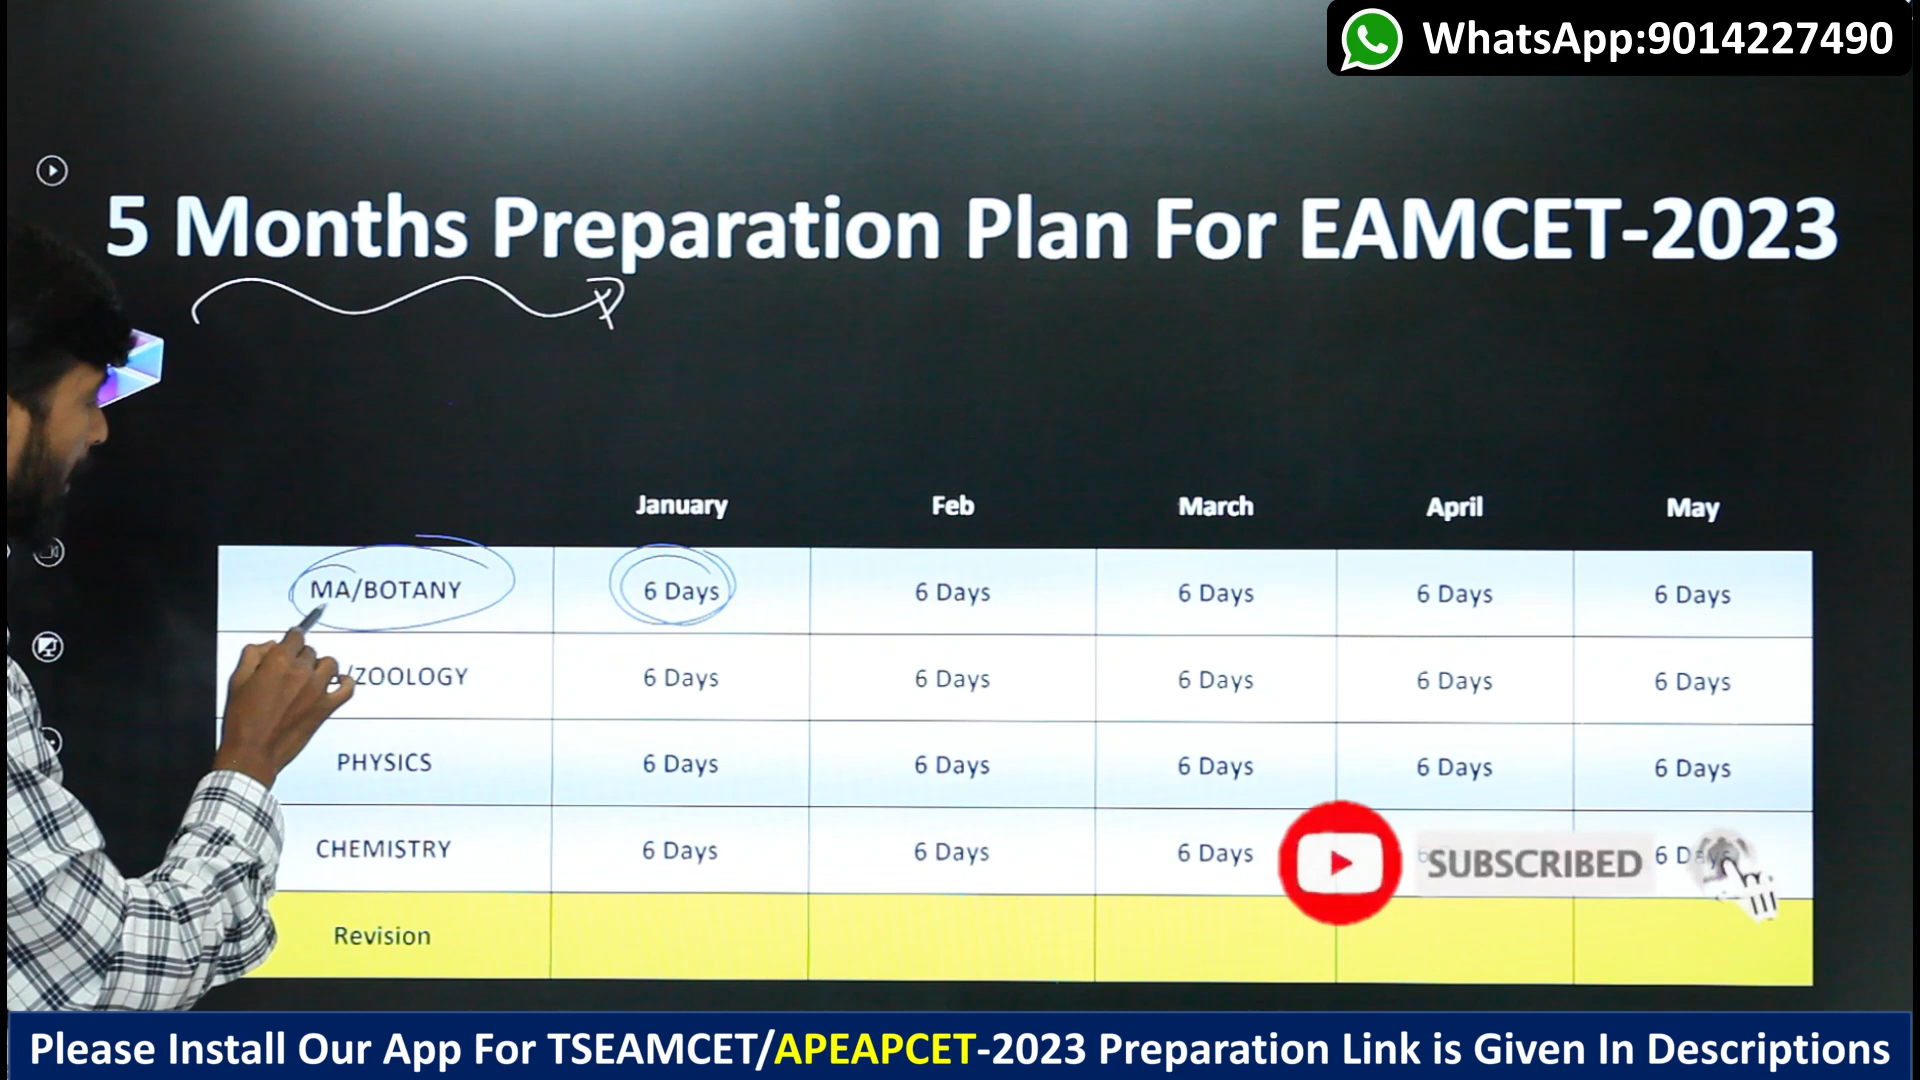 WhatsApp:9014227490
5 Months Preparation Plan For EAMCET-2023
January Feb March April May
MA/BOTANY 6 Days 6 Days 6 Days 6 Days 6 Days
/ZOOLOGY 6 Days 6 Days 6 Days 6 Days 6 Days
PHYSICS 6 Days 6 Days 6 Days 6 Days 6 Days
CHEMISTRY 6 Days 6 Days 6 Days SUBSCRIBED 6 Days
Revision
Please Install Our App For TSEAMCET/APEAPCET-2023 Preparation Link is Given In Descriptions